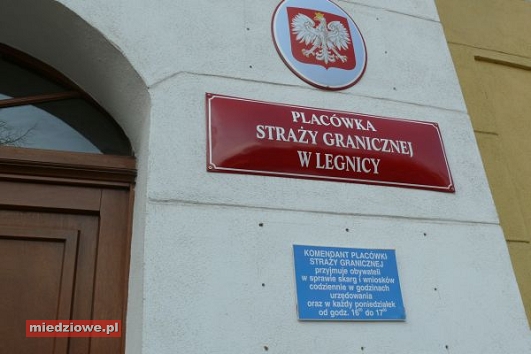 PLACÓWKA
STRAŻY GRANICZNEJ
W LEGNICY
KOMENDANT PLACÓWKI
STRAŻY GRANICZNEJ
przyjmuje obywateli
w sprawie skarg i wniosków
codziennie w godzinach
urzędowania
oraz w każdy poniedziałek
od godz. 16⁰⁰ do 17⁰⁰
miedziowe.pl